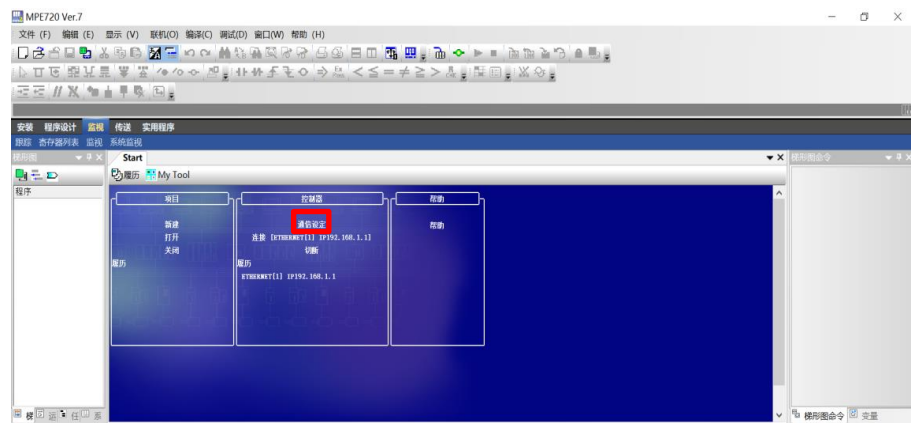 MPE720 Ver.7
文件 (F) 编辑 (E) 显示 (V) 联机(O) 编译(C) 调试(D) 窗口(W) 帮助 (H)
安装 程序设计 监视 传送 实用程序
跟踪 寄存器列表 监视 系统监视
梯形图 Start 梯形图命令
履历 My Tool
程序
项目 控制器 帮助
新建 通信设定 帮助
打开 连接 [ETHERNET[1] IP192.168.1.1]
关闭 切断
履历 履历
ETHERNET[1] IP192.168.1.1
梯 运 任 系 梯形图命令 变量